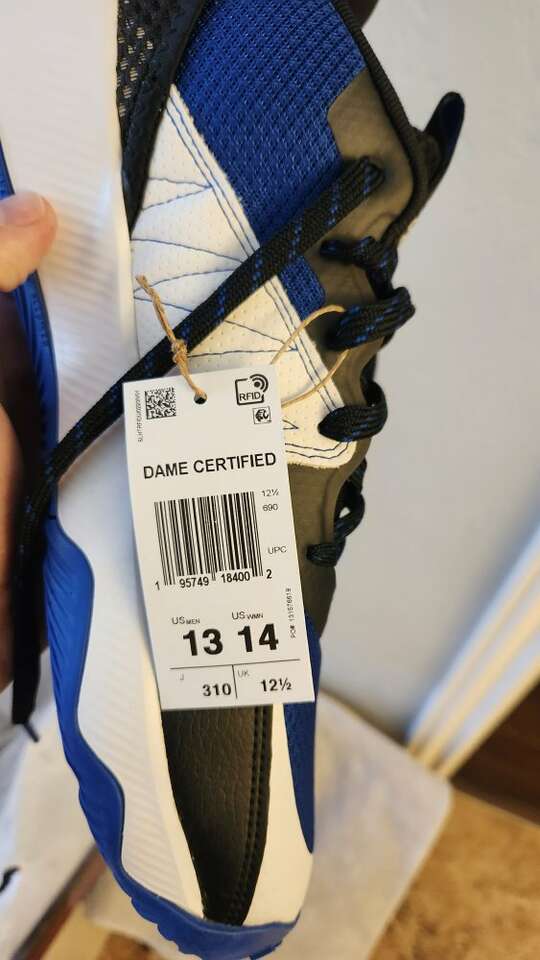 RFID
DAME CERTIFIED
12½
690
UPC
1 95749 18400 2
US MEN US WMN
13 14
J UK
310 12½